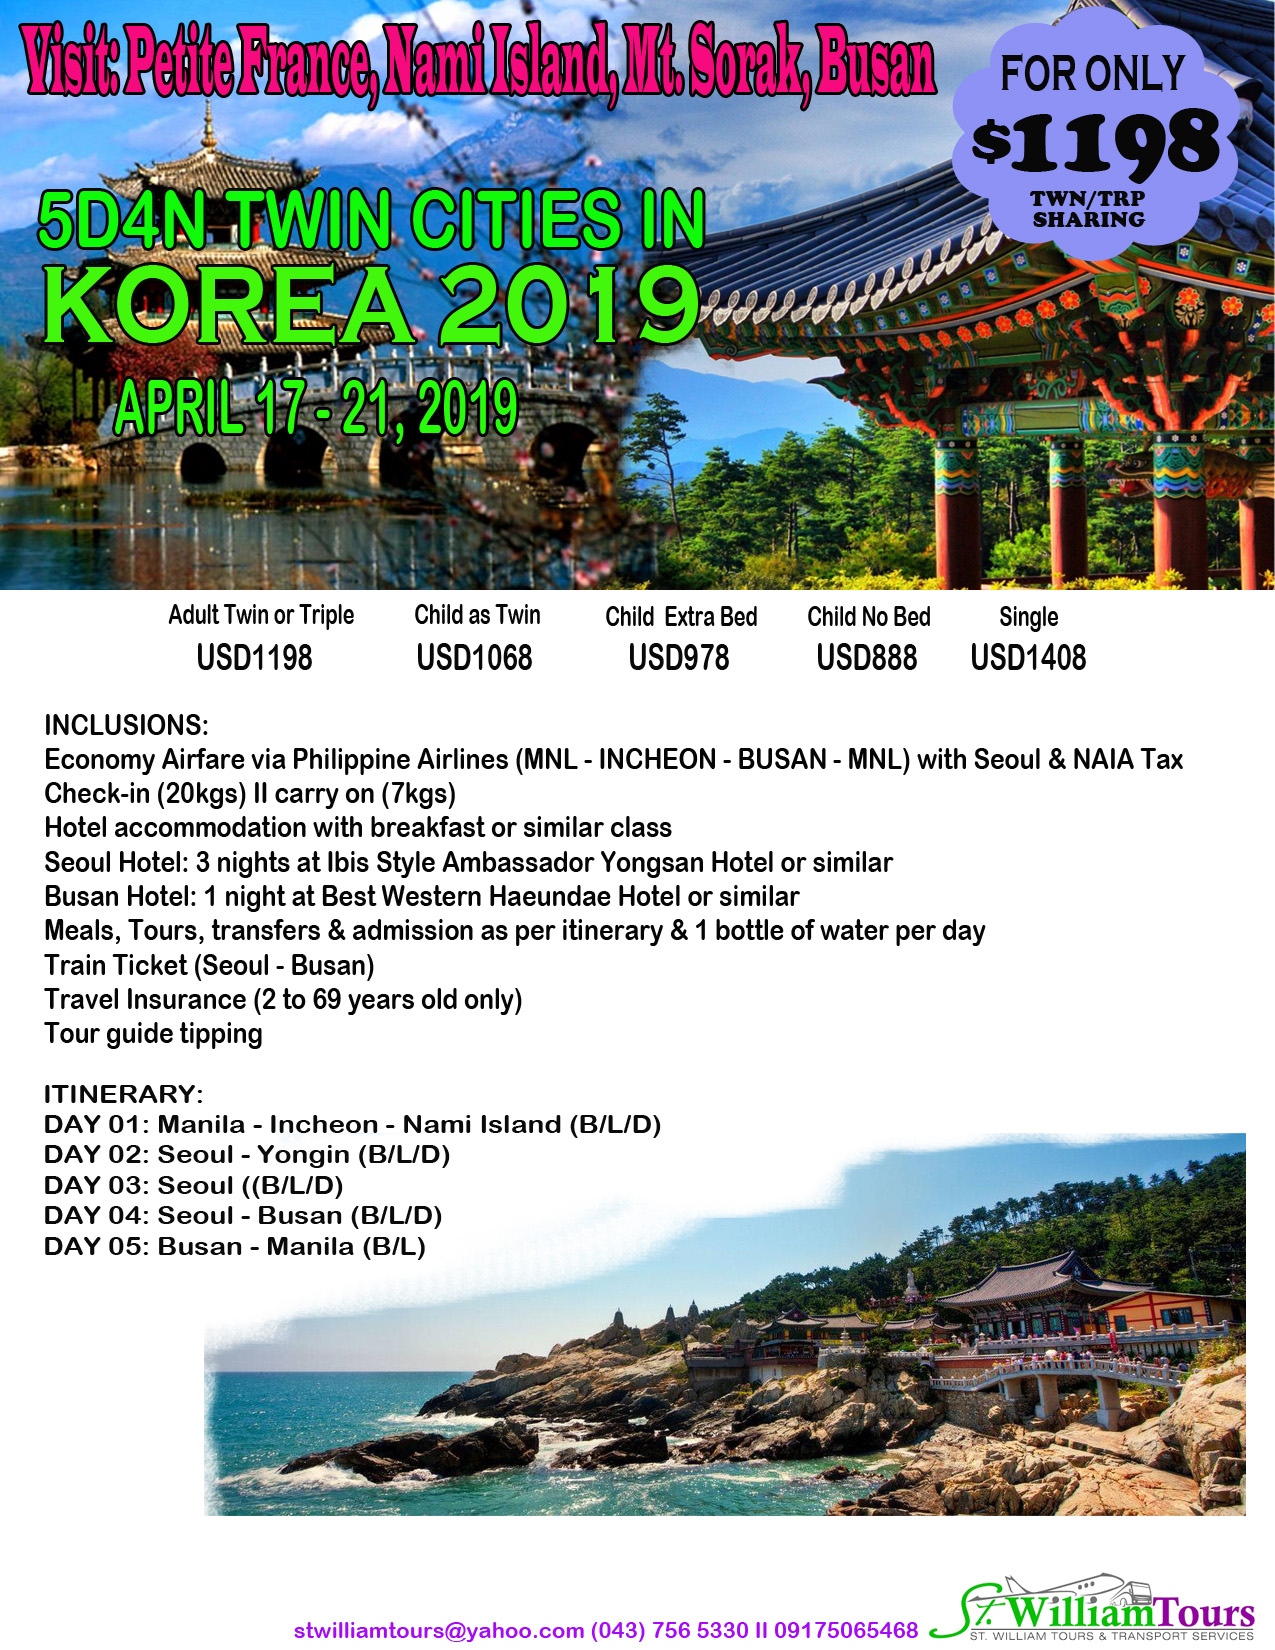 Visit: Petite France, Nami Island, Mt. Sorak, Busan
FOR ONLY
$1198
TWN/TRP
SHARING
5D4N TWIN CITIES IN
KOREA 2019
APRIL 17 - 21, 2019
Adult Twin or Triple Child as Twin Child Extra Bed Child No Bed Single
USD1198 USD1068 USD978 USD888 USD1408
INCLUSIONS:
Economy Airfare via Philippine Airlines (MNL - INCHEON - BUSAN - MNL) with Seoul & NAIA Tax
Check-in (20kgs) II carry on (7kgs)
Hotel accommodation with breakfast or similar class
Seoul Hotel: 3 nights at Ibis Style Ambassador Yongsan Hotel or similar
Busan Hotel: 1 night at Best Western Haeundae Hotel or similar
Meals, Tours, transfers & admission as per itinerary & 1 bottle of water per day
Train Ticket (Seoul - Busan)
Travel Insurance (2 to 69 years old only)
Tour guide tipping
ITINERARY:
DAY 01: Manila - Incheon - Nami Island (B/L/D)
DAY 02: Seoul - Yongin (B/L/D)
DAY 03: Seoul ((B/L/D)
DAY 04: Seoul - Busan (B/L/D)
DAY 05: Busan - Manila (B/L)
stwilliamtours@yahoo.com (043) 756 5330 II 09175065468
St. WilliamTours
ST. WILLIAM TOURS & TRANSPORT SERVICES